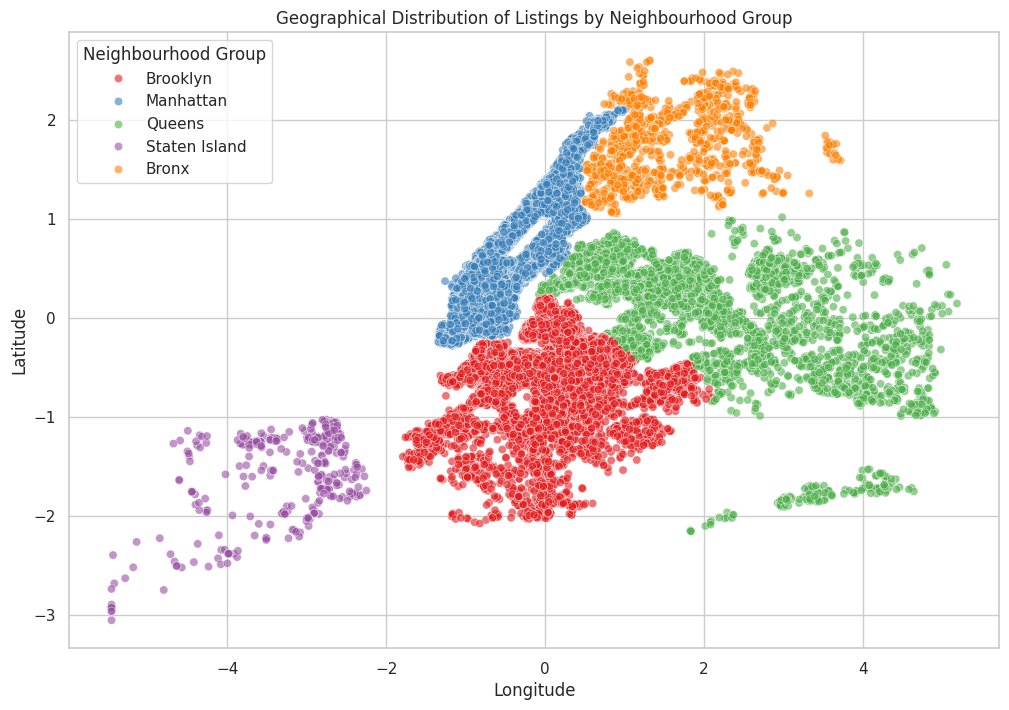 Geographical Distribution of Listings by Neighbourhood Group
Neighbourhood Group
Brooklyn
Manhattan
Queens
Staten Island
Bronx
Latitude
2
1
0
−1
−2
−3
−4
−2
0
2
4
Longitude